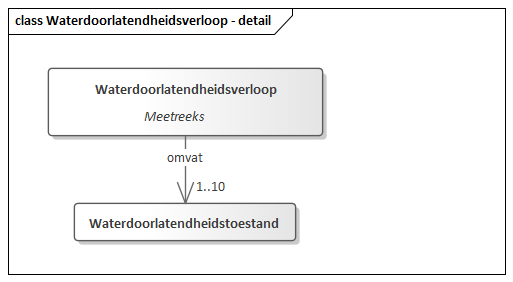 class Waterdoorlatendheidsverloop - detail
Waterdoorlatendheidsverloop
Meetreeks
omvat
1..10
Waterdoorlatendheidstoestand